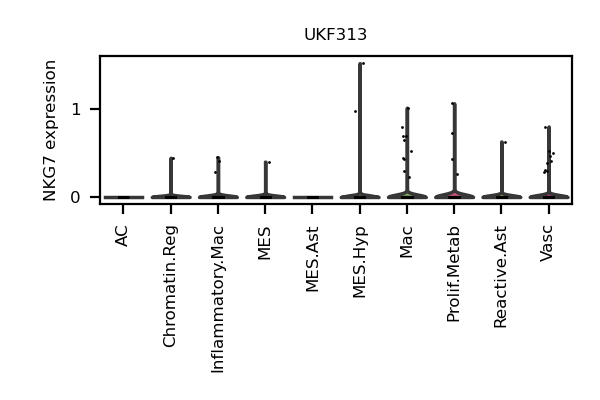 UKF313
NKG7 expression
1
0
AC
Chromatin.Reg
Inflammatory.Mac
MES
MES.Ast
MES.Hyp
Mac
Prolif.Metab
Reactive.Ast
Vasc